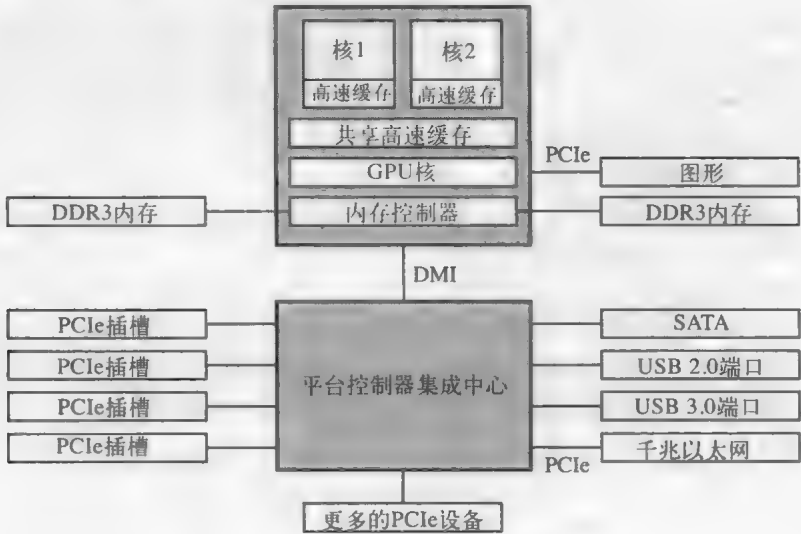 核1 核2
高速缓存 高速缓存
共享高速缓存
PCIe
GPU核 图形
DDR3内存 内存控制器 DDR3内存
DMI
PCIe插槽 SATA
PCIe插槽 平台控制器集成中心 USB 2.0端口
PCIe插槽 USB 3.0端口
PCIe插槽 千兆以太网
PCIe
更多的PCIe设备